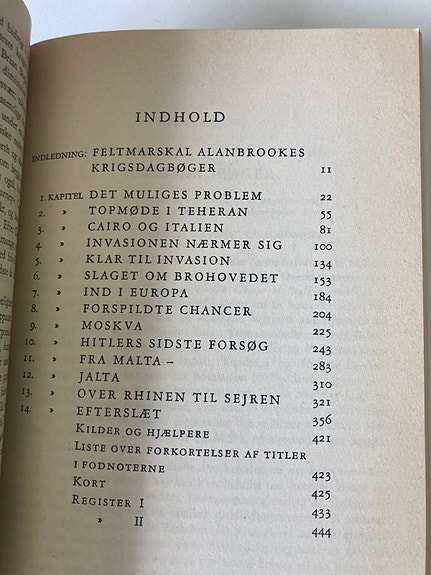 INDHOLD
INDLEDNING: FELTMARSKAL ALANBROOKES
KRIGSDAGBØGER 11
1. KAPITEL DET MULIGES PROBLEM 22
2. » TOPMØDE I TEHERAN 55
3. » CAIRO OG ITALIEN 81
4. » INVASIONEN NÆRMER SIG 100
5. » KLAR TIL INVASION 134
6. » SLAGET OM BROHOVEDET 153
7. » IND I EUROPA 184
8. » FORSPILDTE CHANCER 204
9. » MOSKVA 225
10. » HITLERS SIDSTE FORSØG 243
11. » FRA MALTA – 283
12. » JALTA 310
13. » OVER RHINEN TIL SEJREN 321
14. » EFTERSLÆT 356
KILDER OG HJÆLPERE 421
LISTE OVER FORKORTELSER AF TITLER
I FODNOTERNE 423
KORT 425
REGISTER I 433
» II 444